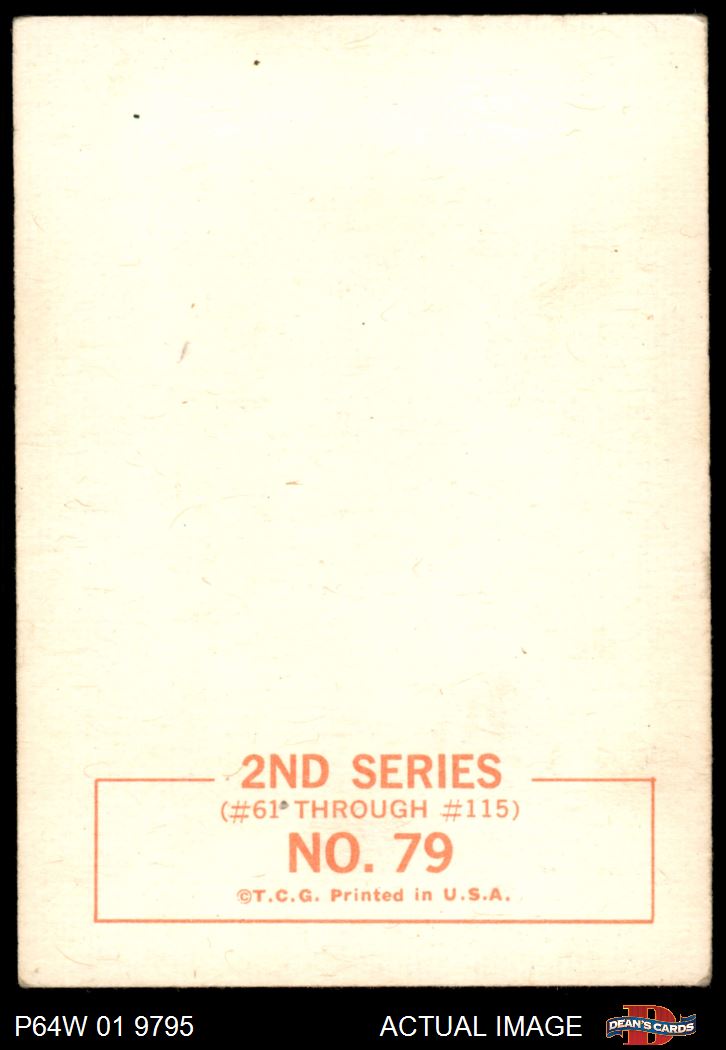 2ND SERIES
(#61 THROUGH #115)
NO. 79
©T.C.G. Printed in U.S.A.
P64W 01 9795
ACTUAL IMAGE
D
DEAN'S CARDS